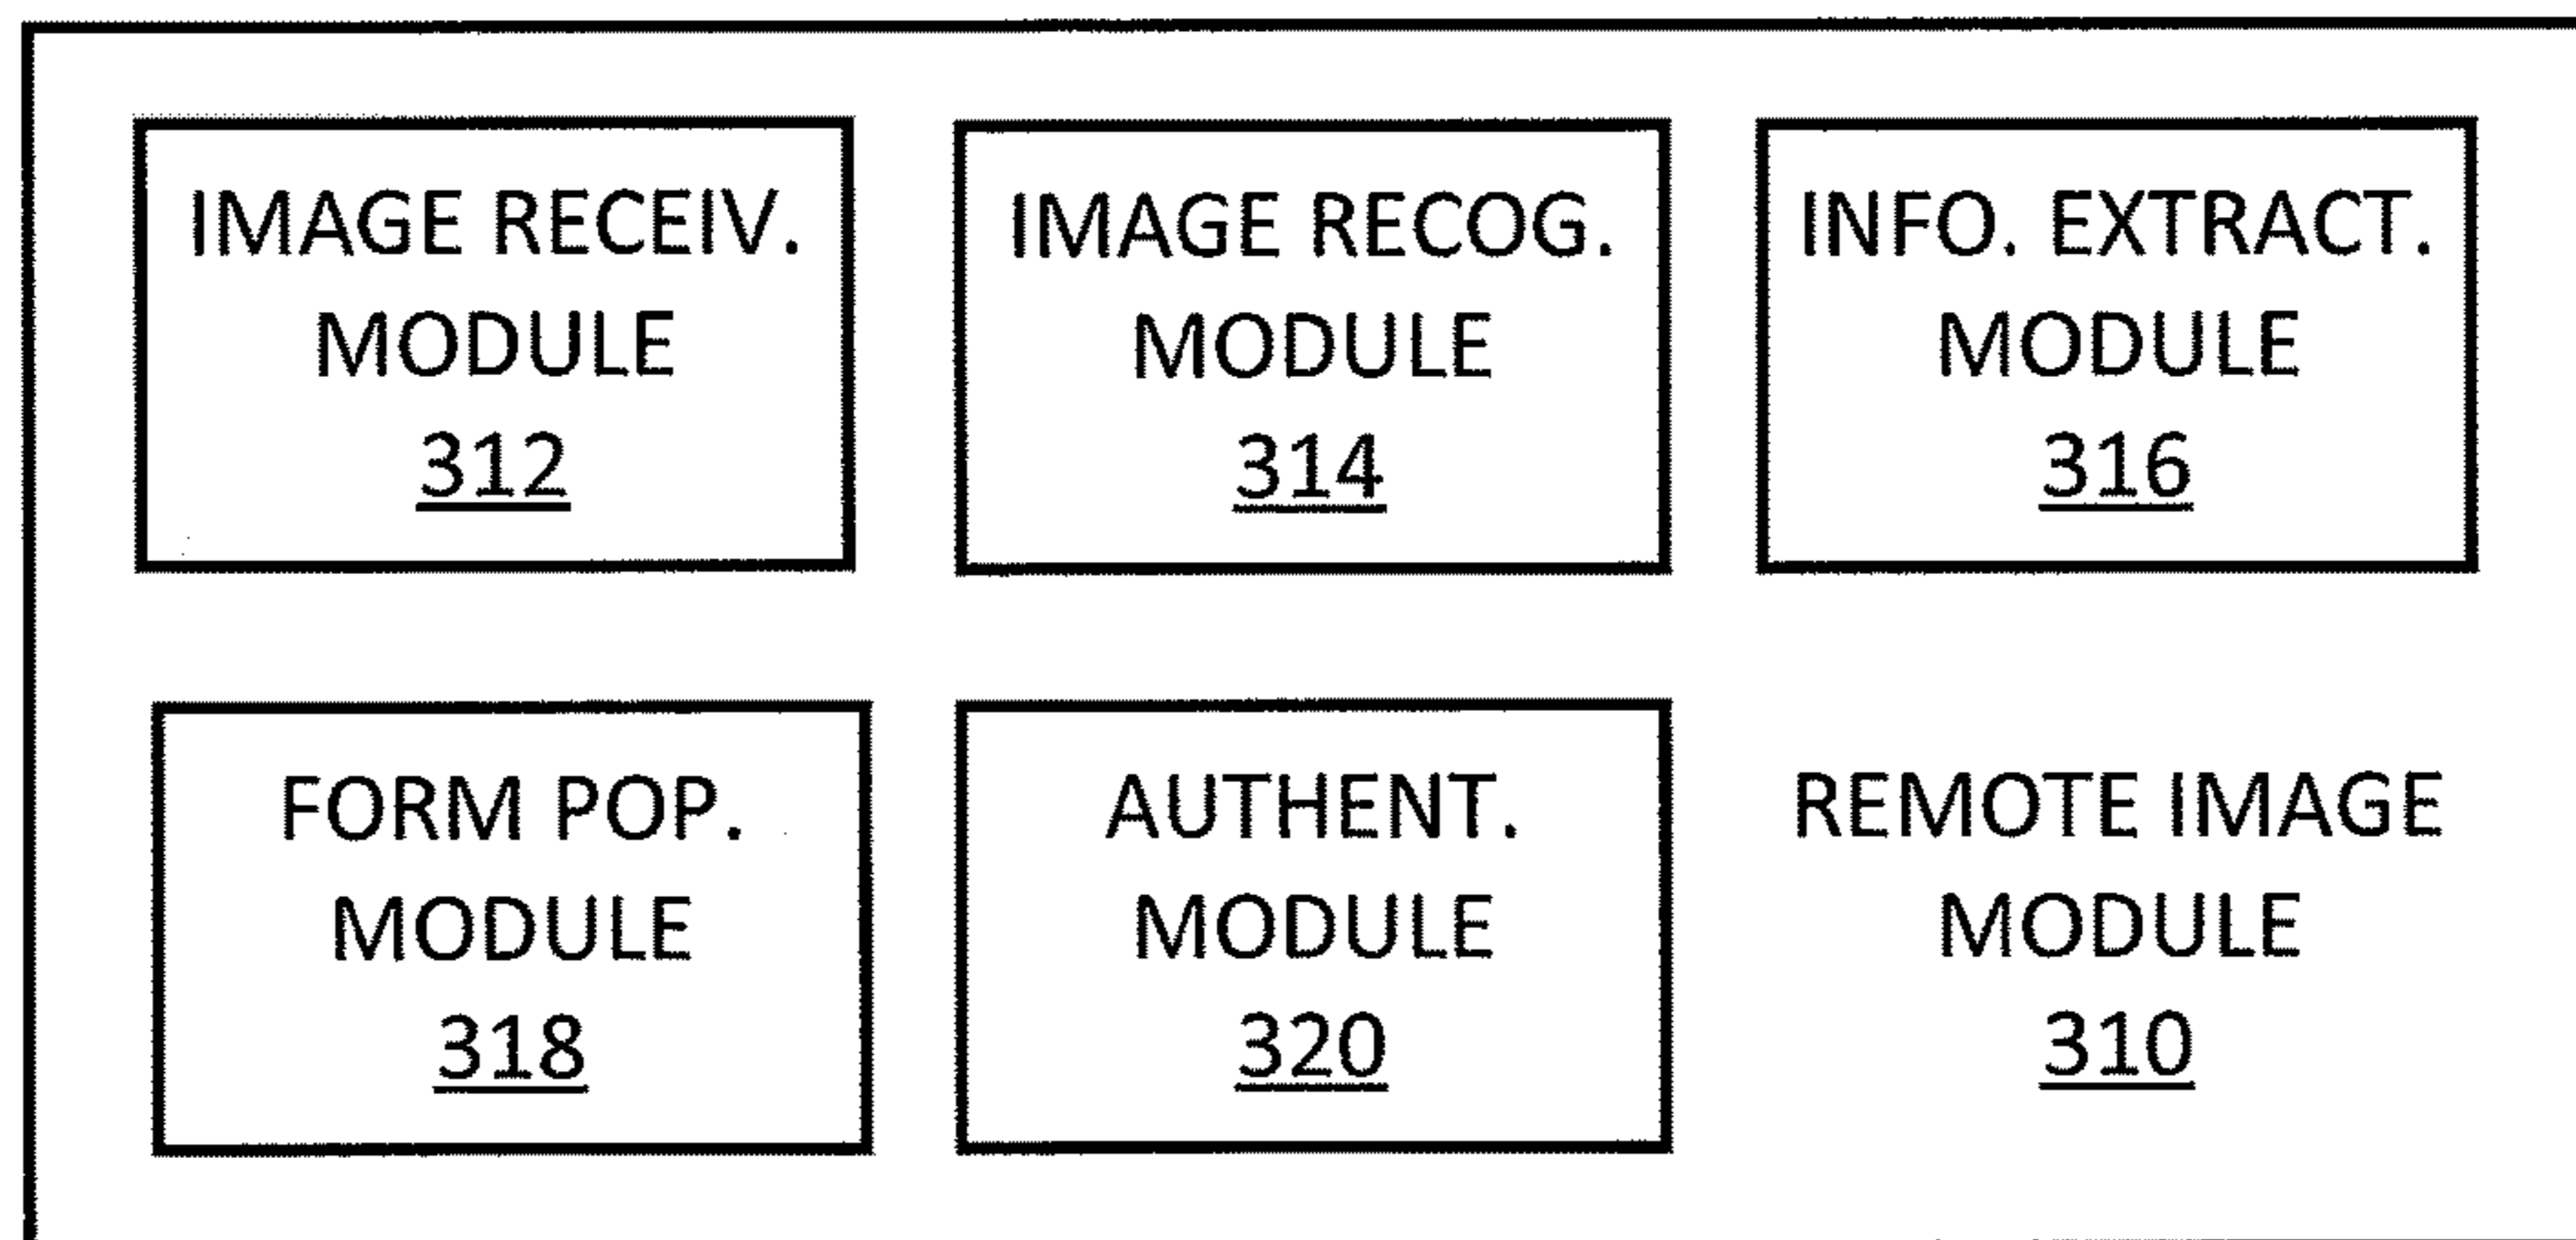 IMAGE RECEIV.
MODULE
312
IMAGE RECOG.
MODULE
314
INFO. EXTRACT.
MODULE
316
FORM POP.
MODULE
318
AUTHENT.
MODULE
320
REMOTE IMAGE
MODULE
310